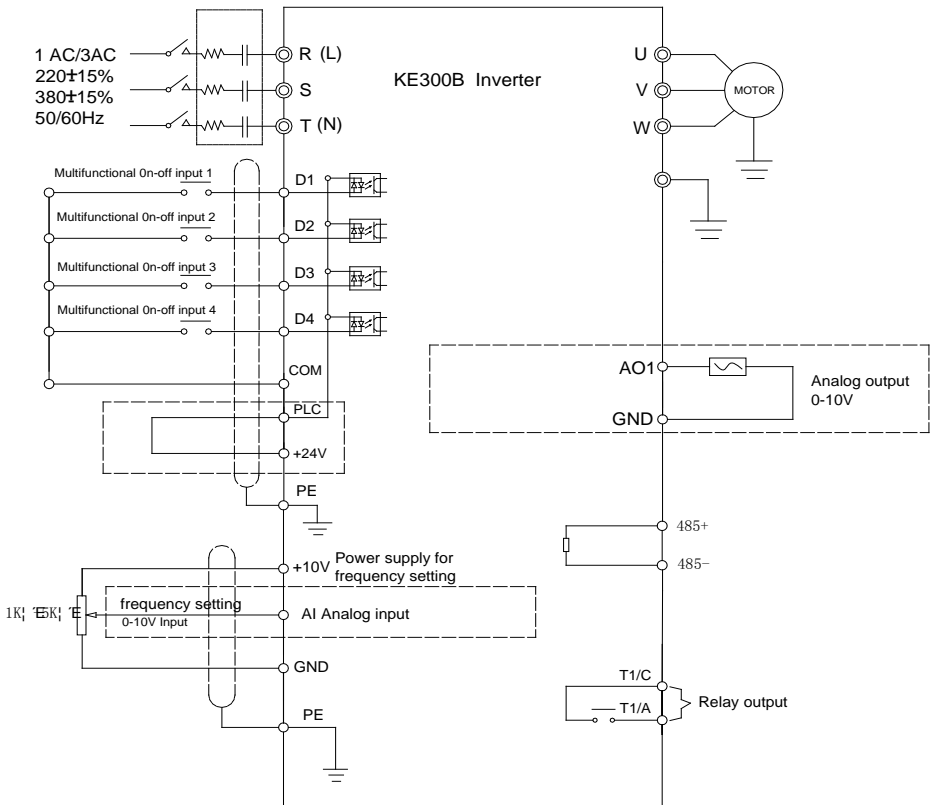 1 AC/3AC
220±15%
380±15%
50/60Hz
R (L)
S
T (N)
KE300B Inverter
U
V
W
MOTOR
Multifunctional 0n-off input 1
D1
Multifunctional 0n-off input 2
D2
Multifunctional 0n-off input 3
D3
Multifunctional 0n-off input 4
D4
COM
PLC
+24V
PE
AO1
GND
Analog output
0-10V
485+
485-
+10V
Power supply for
frequency setting
frequency setting
0-10V Input
AI Analog input
GND
PE
T1/C
T1/A
Relay output